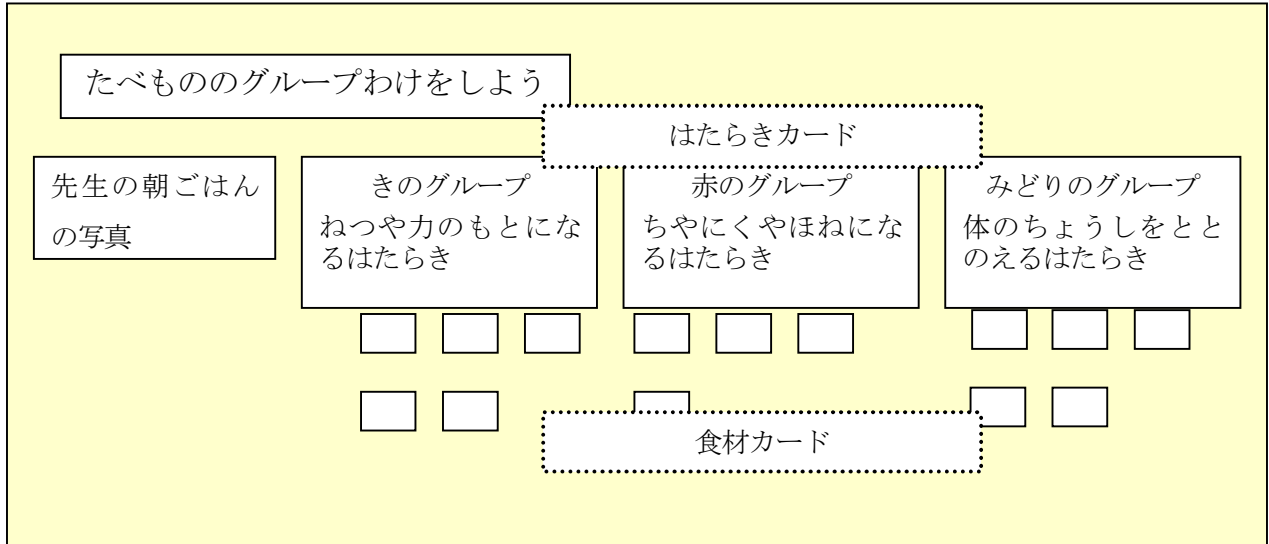 たべもののグループわけをしよう
はたらきカード
先生の朝ごはん
の写真
きのグループ
ねつや力のもとにな
るはたらき
赤のグループ
ちやにくやほねにな
るはたらき
みどりのグループ
体のちょうしをとと
のえるはたらき
食材カード